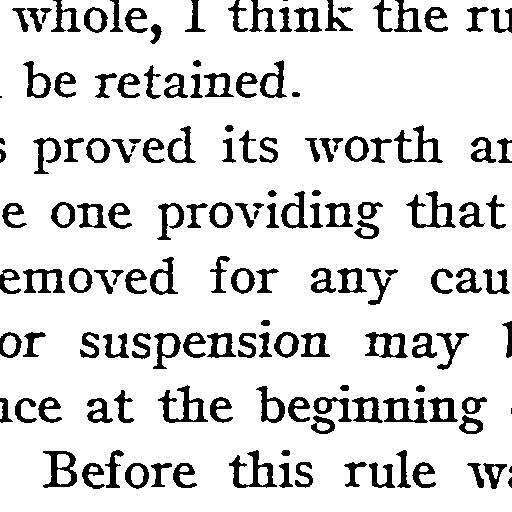 whole, I think the ru
be retained.
s proved its worth an
e one providing that
emoved for any cau
or suspension may b
nce at the beginning
Before this rule wa